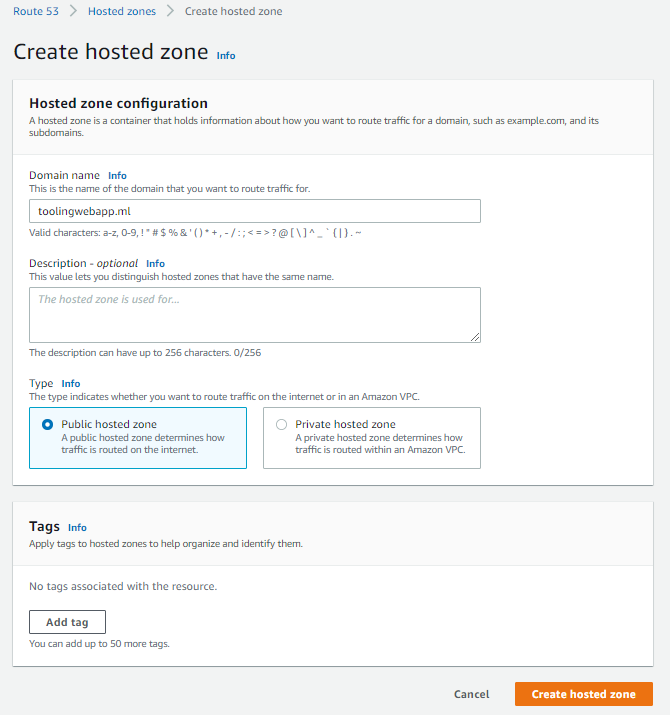 Route 53 > Hosted zones > Create hosted zone
Create hosted zone Info
Hosted zone configuration
A hosted zone is a container that holds information about how you want to route traffic for a domain, such as example.com, and its
subdomains.
Domain name Info
This is the name of the domain that you want to route traffic for.
toolingwebapp.ml
Valid characters: a-z, 0-9, ! " # $ % & ' ( ) * + , - / : ; < = > ? @ [ \ ] ^ _ ` { | } . ~
Description - optional Info
This value lets you distinguish hosted zones that have the same name.
The hosted zone is used for...
The description can have up to 256 characters. 0/256
Type Info
The type indicates whether you want to route traffic on the internet or in an Amazon VPC.
Public hosted zone
A public hosted zone determines how
traffic is routed on the internet.
Private hosted zone
A private hosted zone determines how
traffic is routed within an Amazon VPC.
Tags Info
Apply tags to hosted zones to help organize and identify them.
No tags associated with the resource.
Add tag
You can add up to 50 more tags.
Cancel Create hosted zone